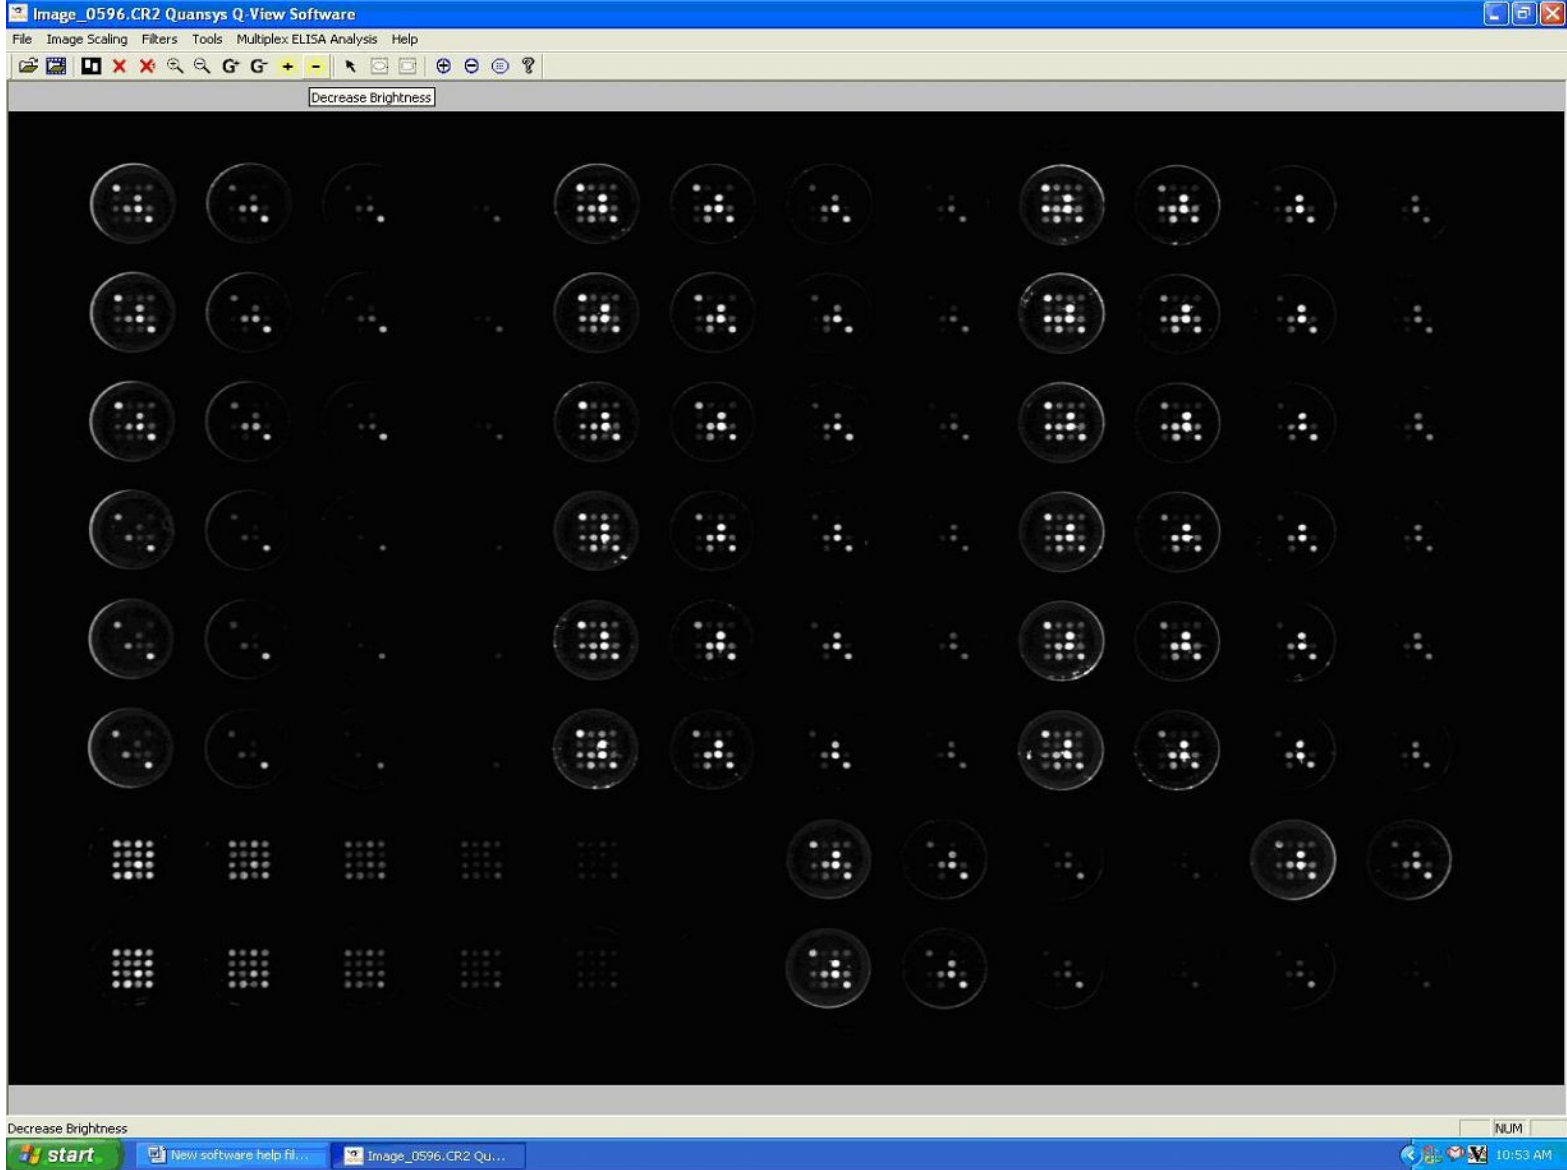 Image_0596.CR2 Quansys Q-View Software
File Image Scaling Filters Tools Multiplex ELISA Analysis Help
G+ G- + -
Decrease Brightness
Decrease Brightness
NUM
start
New software help fil...
Image_0596.CR2 Qu...
10:53 AM